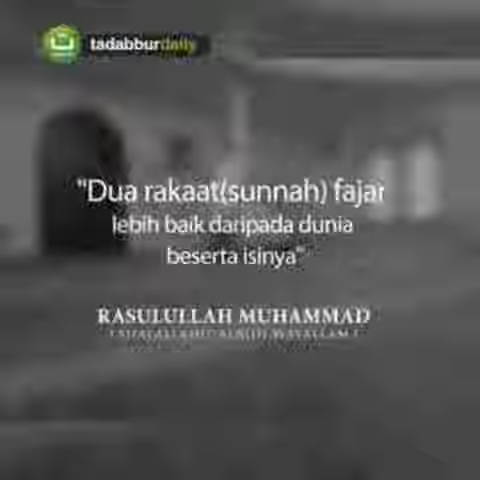 tadabburdaily
"Dua rakaat(sunnah) fajar
lebih baik daripada dunia
beserta isinya"
RASULULLAH MUHAMMAD